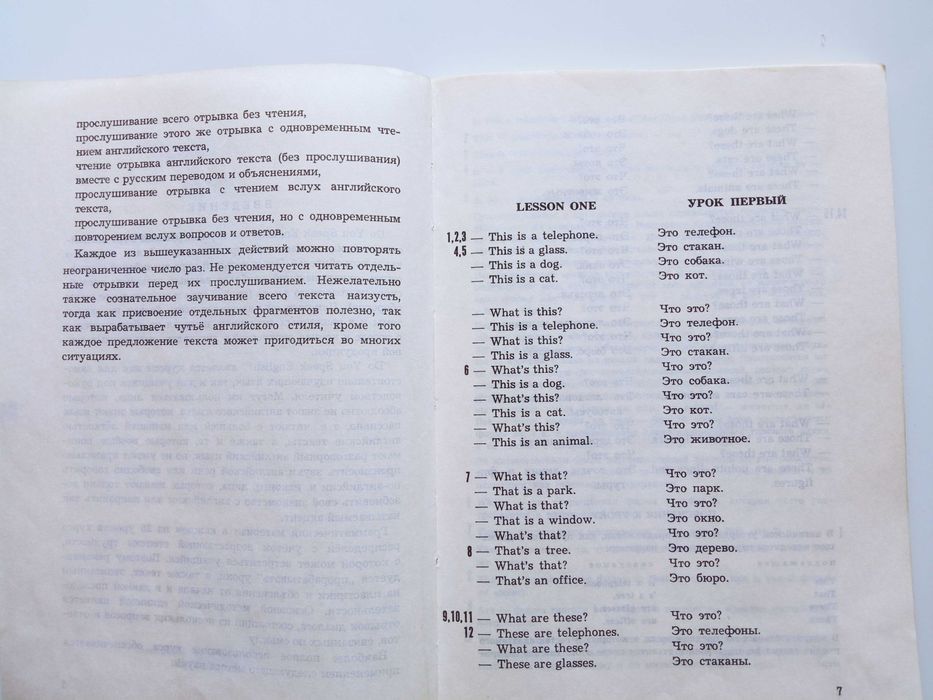 прослушивание всего отрывка без чтения,
прослушивание этого же отрывка с одновременным чте-
нием английского текста,
чтение отрывка английского текста (без прослушивания)
вместе с русским переводом и объяснениями,
прослушивание отрывка с чтением вслух английского
текста,
прослушивание отрывка без чтения, но с одновременным
повторением вслух вопросов и ответов.
Каждое из вышеуказанных действий можно повторять
неограниченное число раз. Не рекомендуется читать отдель-
ные отрывки перед их прослушиванием. Нежелательно
также сознательное заучивание всего текста наизусть,
тогда как присвоение отдельных фрагментов полезно, так
как вырабатывает чутьё английского стиля, кроме того
каждое предложение текста может пригодиться во многих
ситуациях.
LESSON ONE УРОК ПЕРВЫЙ
1,2,3 — This is a telephone. Это телефон.
4,5 — This is a glass. Это стакан.
— This is a dog. Это собака.
— This is a cat. Это кот.
— What is this? Что это?
— This is a telephone. Это телефон.
— What is this? Что это?
— This is a glass. Это стакан.
6 — What's this? Что это?
— This is a dog. Это собака.
— What's this? Что это?
— This is a cat. Это кот.
— What's this? Что это?
— This is an animal. Это животное.
7 — What is that? Что это?
— That is a park. Это парк.
— What is that? Что это?
— That is a window. Это окно.
— What's that? Что это?
8 — That's a tree. Это дерево.
— What's that? Что это?
— That's an office. Это бюро.
9,10,11 — What are these? Что это?
12 — These are telephones. Это телефоны.
— What are these? Что это?
— These are glasses. Это стаканы.
7